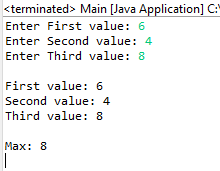 <terminated> Main [Java Application] C:\
Enter First value: 6
Enter Second value: 4
Enter Third value: 8

First value: 6
Second value: 4
Third value: 8

Max: 8